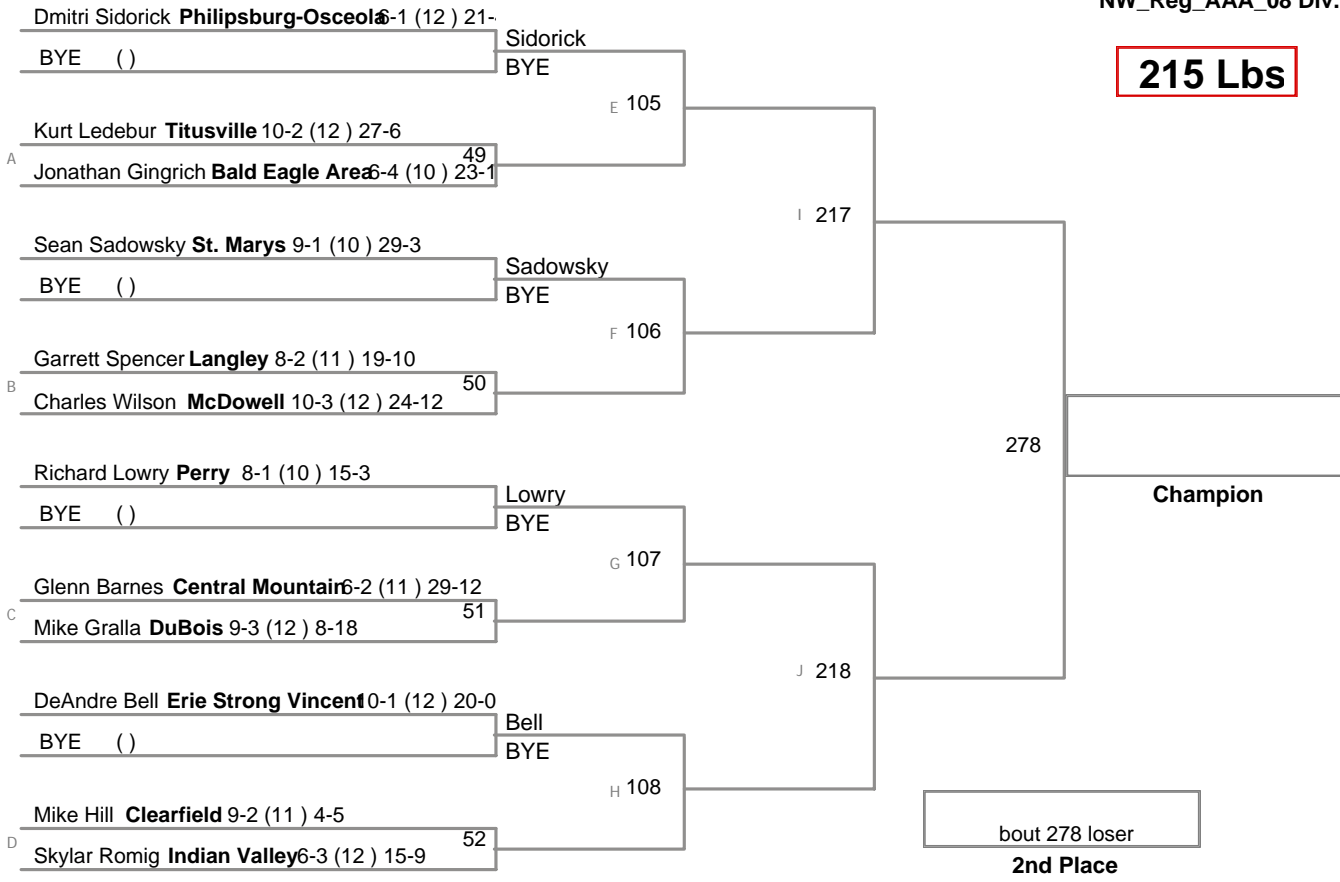 NW_Reg_AAA_08 Div.
215 Lbs
Dmitri Sidorick Philipsburg-Osceola 6-1 (12 ) 21-
BYE ( )
Sidorick
BYE
E 105
Kurt Ledebur Titusville 10-2 (12 ) 27-6
A
49
Jonathan Gingrich Bald Eagle Area 6-4 (10 ) 23-1
I 217
Sean Sadowsky St. Marys 9-1 (10 ) 29-3
BYE ( )
Sadowsky
BYE
F 106
Garrett Spencer Langley 8-2 (11 ) 19-10
B
50
Charles Wilson McDowell 10-3 (12 ) 24-12
278
Champion
Richard Lowry Perry 8-1 (10 ) 15-3
BYE ( )
Lowry
BYE
G 107
Glenn Barnes Central Mountain 6-2 (11 ) 29-12
C
51
Mike Gralla DuBois 9-3 (12 ) 8-18
J 218
DeAndre Bell Erie Strong Vincent 10-1 (12 ) 20-0
BYE ( )
Bell
BYE
H 108
Mike Hill Clearfield 9-2 (11 ) 4-5
D
52
Skylar Romig Indian Valley 6-3 (12 ) 15-9
bout 278 loser
2nd Place